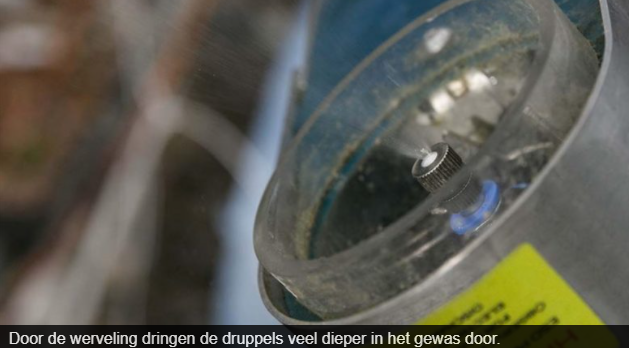 Door de werveling dringen de druppels veel dieper in het gewas door.